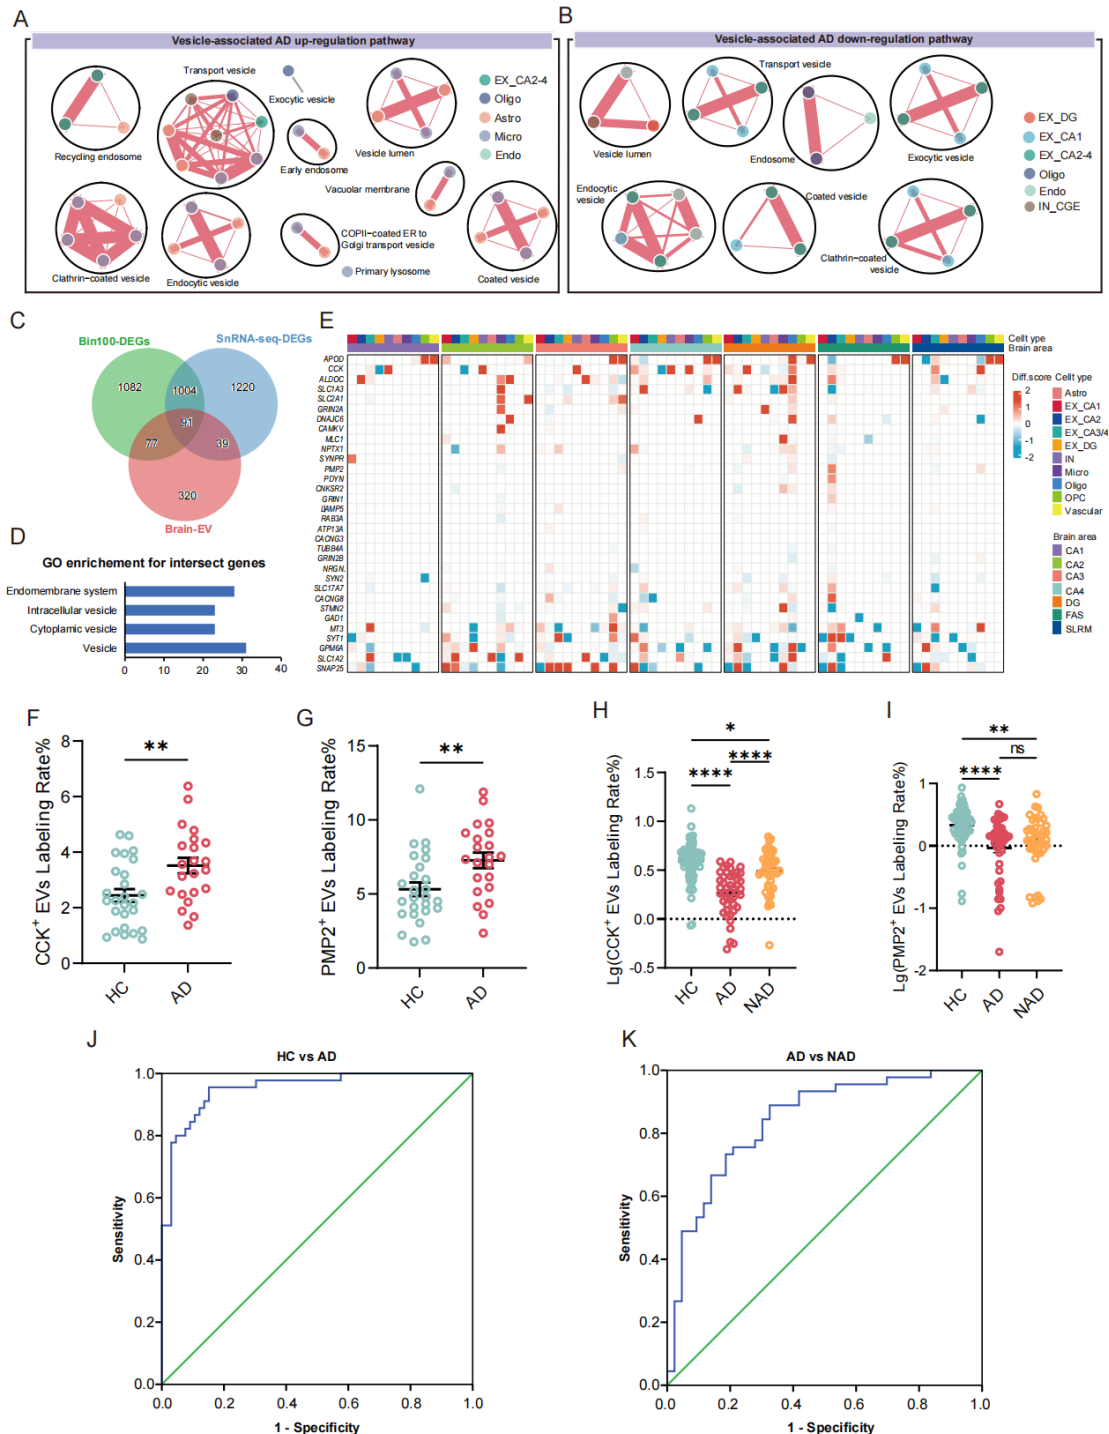 A
Vesicle-associated AD up-regulation pathway
Transport vesicle
Exocytic vesicle
Recycling endosome
Early endosome
Vesicle lumen
Vacuolar membrane
COPII-coated ER to
Golgi transport vesicle
Primary lysosome
Clathrin-coated vesicle
Endocytic vesicle
Coated vesicle
EX_CA2-4
Oligo
Astro
Micro
Endo
B
Vesicle-associated AD down-regulation pathway
Transport vesicle
Vesicle lumen
Endosome
Exocytic vesicle
Endocytic
vesicle
Coated vesicle
Clathrin-coated
vesicle
EX_DG
EX_CA1
EX_CA2-4
Oligo
Endo
IN_CGE
C
Bin100-DEGs
SnRNA-seq-DEGs
1082
1004
1220
91
77
39
320
Brain-EV
D
GO enrichement for intersect genes
Endomembrane system
Intracellular vesicle
Cytoplamic vesicle
Vesicle
0 10 20 30 40
E
Cellt type
Brain area
APOD
CCK
ALDOC
SLC1A3
SLC2A1
GRIN2A
DNAJC6
CAMKV
MLC1
NPTX1
SYNPR
PMP2
PDYN
CNKSR2
GRIN1
LAMP5
RAB3A
ATP13A
CACNG3
TUBB4A
GRIN2B
NRGN.
SYN2
SLC17A7
CACNG8
STMN2
GAD1
MT3
SYT1
GPM6A
SLC1A2
SNAP25
Diff.score
2
1
0
-1
-2
Cellt type
Astro
EX_CA1
EX_CA2
EX_CA3/4
EX_DG
IN
Micro
Oligo
OPC
Vascular
Brain area
CA1
CA2
CA3
CA4
DG
FAS
SLRM
F
CCK+ EVs Labeling Rate%
8
6
4
2
0
**
HC
AD
G
PMP2+ EVs Labeling Rate%
15
10
5
0
**
HC
AD
H
Lg(CCK+ EVs Labeling Rate%)
1.5
1.0
0.5
0.0
-0.5
*
****
****
HC
AD
NAD
I
Lg(PMP2+ EVs Labeling Rate%)
1
0
-1
-2
**
ns
****
HC
AD
NAD
J
HC vs AD
Sensitivity
1.0
0.8
0.6
0.4
0.2
0.0
0.0 0.2 0.4 0.6 0.8 1.0
1 - Specificity
K
AD vs NAD
Sensitivity
1.0
0.8
0.6
0.4
0.2
0.0
0.0 0.2 0.4 0.6 0.8 1.0
1 - Specificity